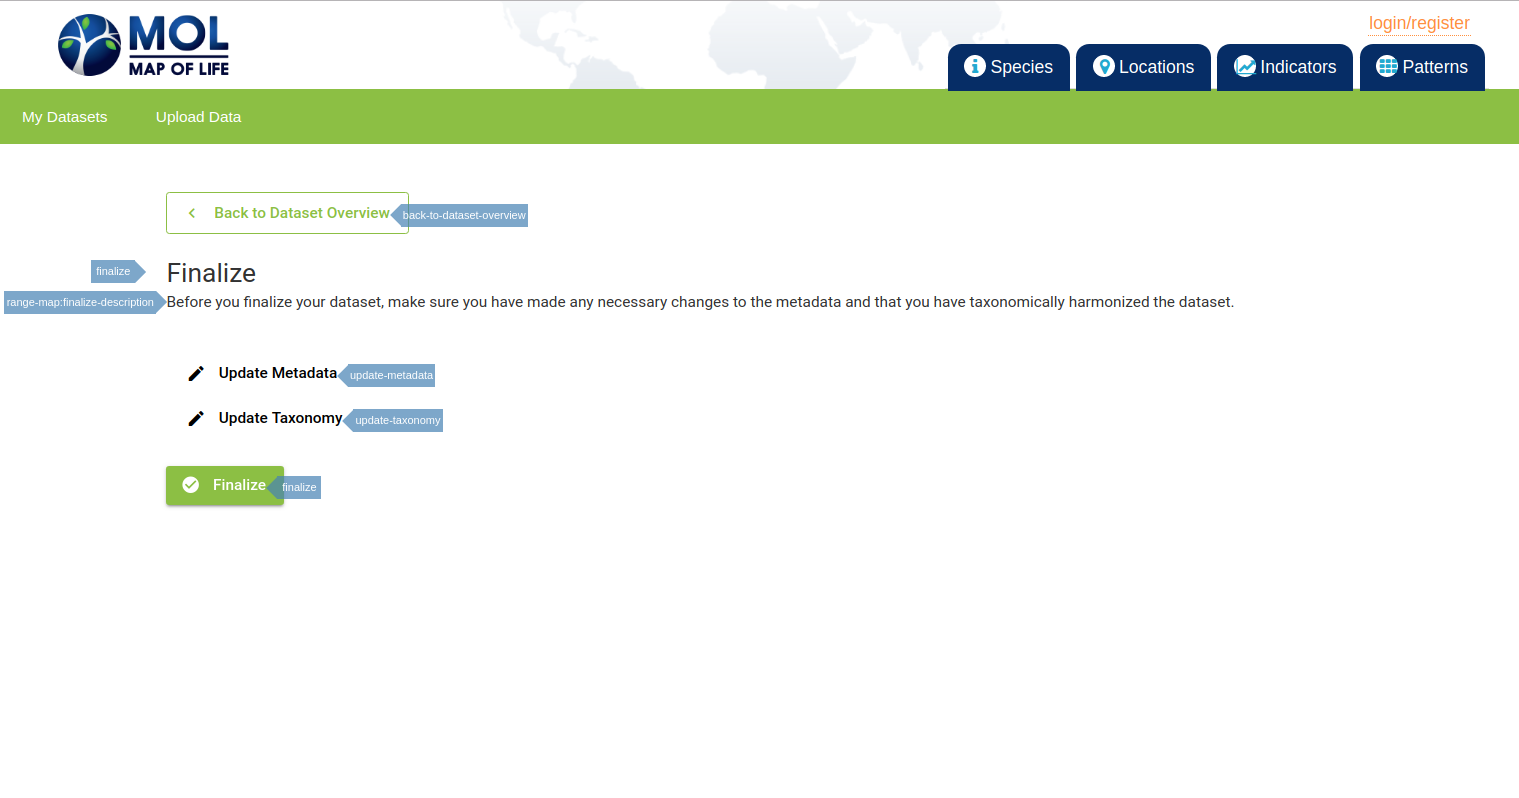 MOL
MAP OF LIFE
login/register
Species
Locations
Indicators
Patterns
My Datasets
Upload Data
Back to Dataset Overview
back-to-dataset-overview
finalize
Finalize
range-map:finalize-description
Before you finalize your dataset, make sure you have made any necessary changes to the metadata and that you have taxonomically harmonized the dataset.
Update Metadata
update-metadata
Update Taxonomy
update-taxonomy
Finalize
finalize